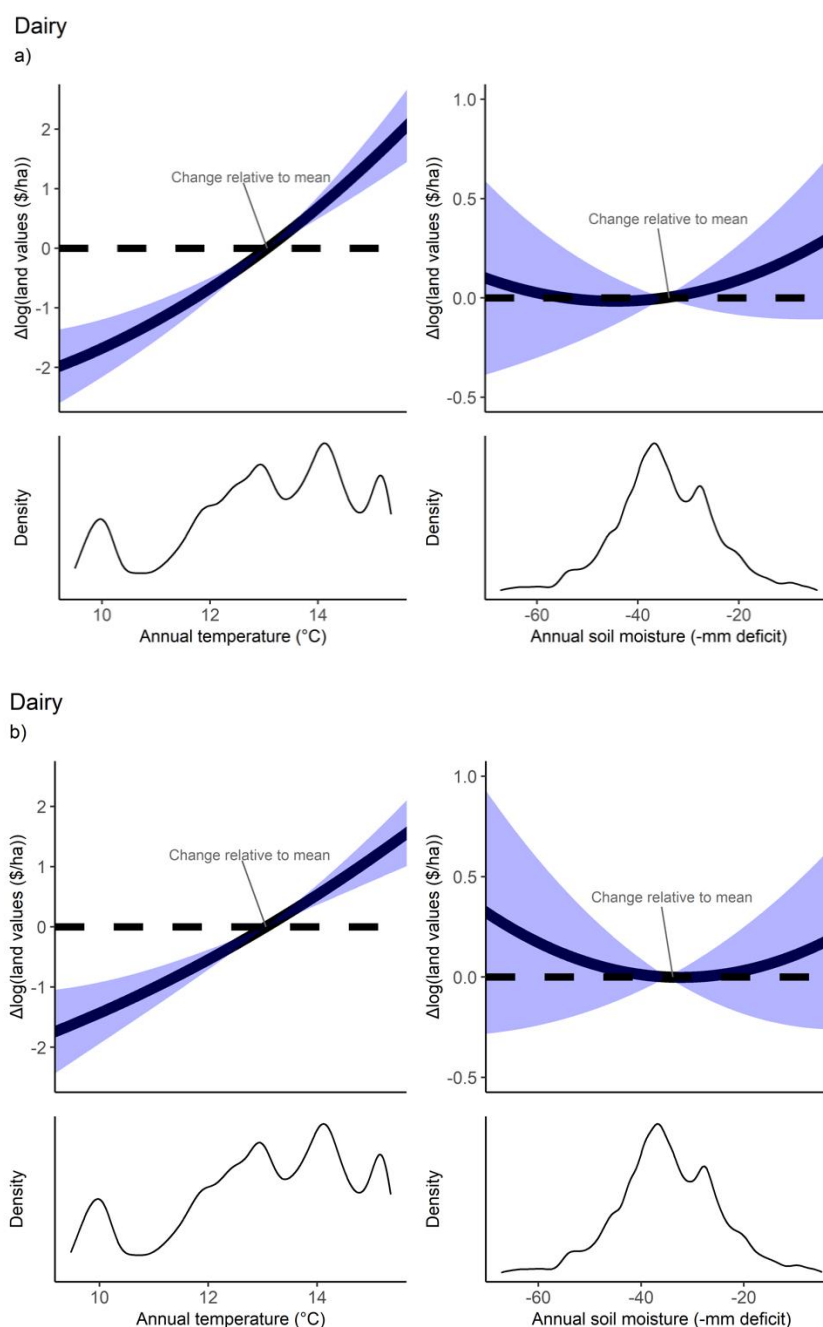 Dairy
a)
Δlog(land values ($/ha))
2
1
0
-1
-2
Change relative to mean
Δlog(land values ($/ha))
1.0
0.5
0.0
-0.5
Change relative to mean
Density
10
12
14
Annual temperature (°C)
Density
-60
-40
-20
Annual soil moisture (-mm deficit)
Dairy
b)
Δlog(land values ($/ha))
2
1
0
-1
-2
Change relative to mean
Δlog(land values ($/ha))
1.0
0.5
0.0
-0.5
Change relative to mean
Density
10
12
14
Annual temperature (°C)
Density
-60
-40
-20
Annual soil moisture (-mm deficit)